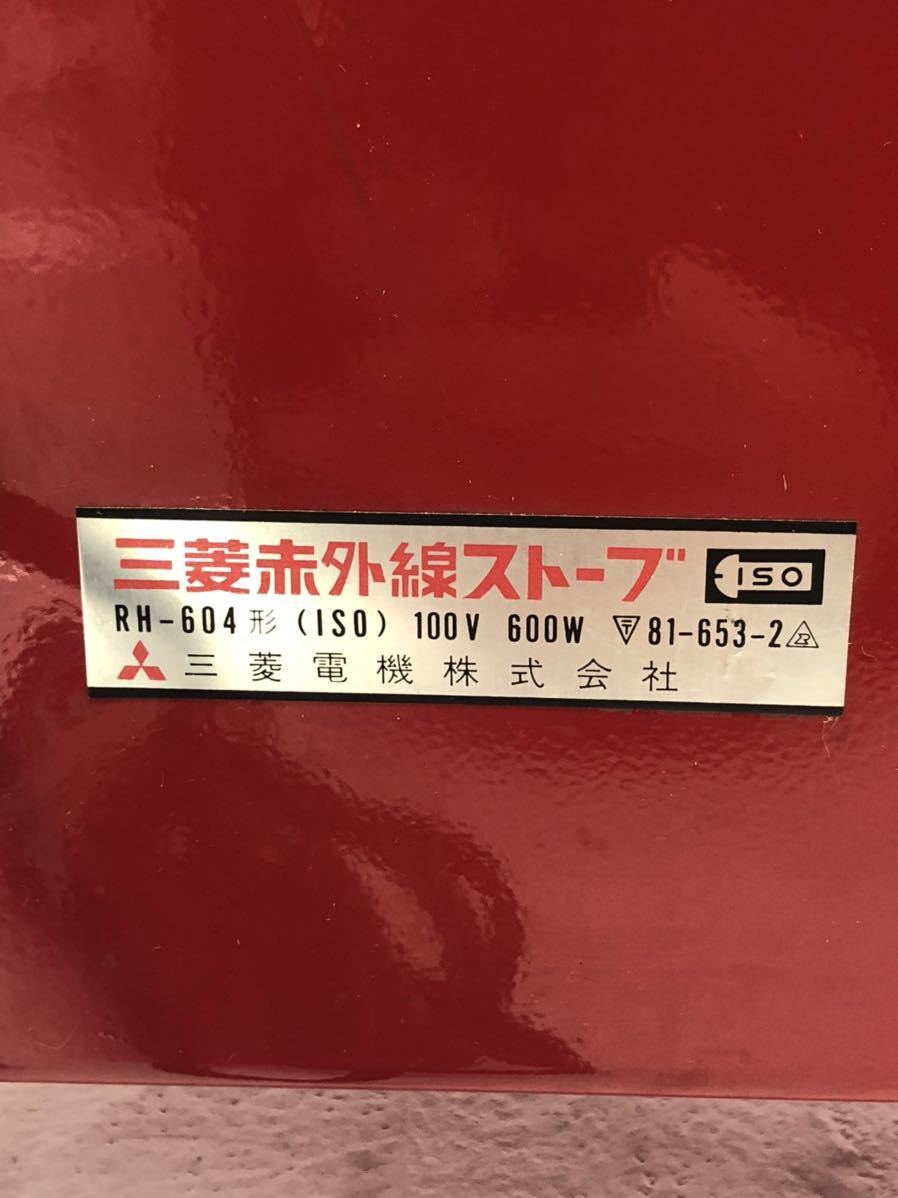 三菱赤外線ストーブ ISO
RH-604形 (ISO) 100V 600W 〒 81-653-2
三菱電機株式会社